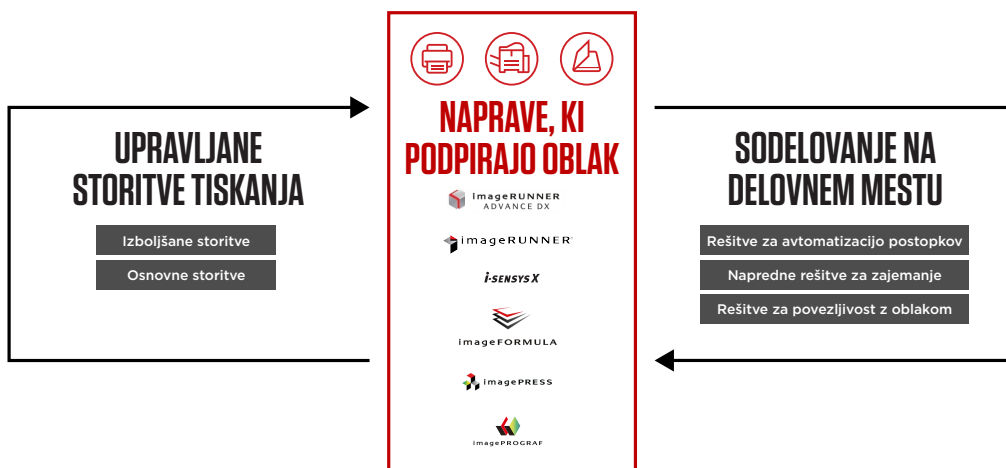 UPRAVLJANE
STORITVE TISKANJA
Izboljšane storitve
Osnovne storitve
NAPRAVE, KI
PODPIRAJO OBLAK
imageRUNNER
ADVANCE DX
imageRUNNER
i-SENSYS X
imageFORMULA
imagePRESS
imagePROGRAF
SODELOVANJE NA
DELOVNEM MESTU
Rešitve za avtomatizacijo postopkov
Napredne rešitve za zajemanje
Rešitve za povezljivost z oblakom